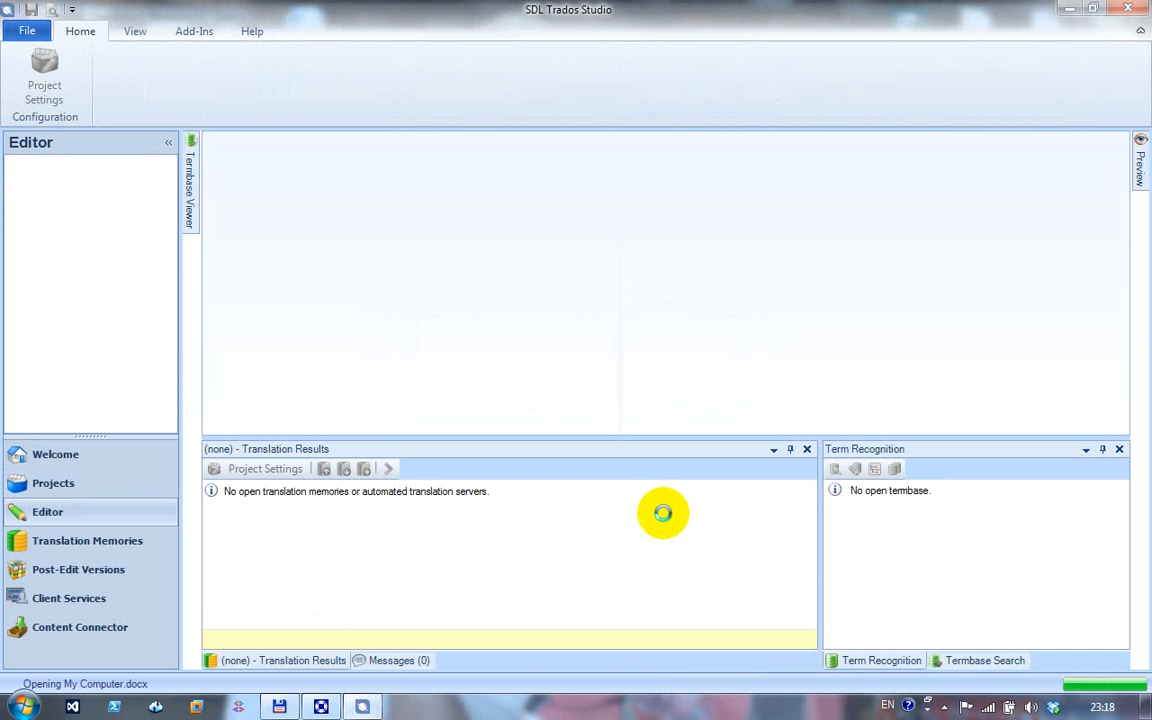 SDL Trados Studio
File Home View Add-Ins Help
Project
Settings
Configuration
Editor
Termbase Viewer
Preview
Welcome
Projects
Editor
Translation Memories
Post-Edit Versions
Client Services
Content Connector
(none) - Translation Results
Project Settings
No open translation memories or automated translation servers.
(none) - Translation Results Messages (0)
Term Recognition
No open termbase.
Term Recognition Termbase Search
Opening My Computer.docx
EN 23:18